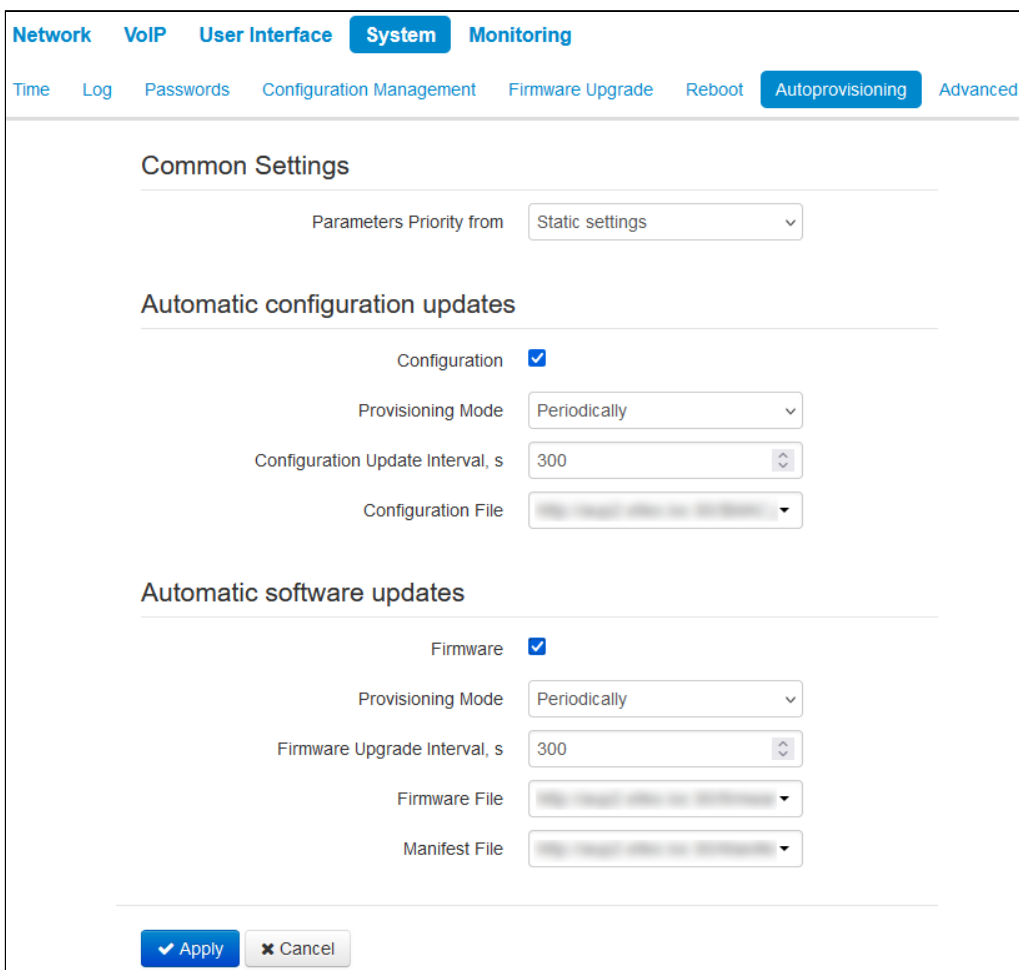 Network VoIP User Interface System Monitoring
Time Log Passwords Configuration Management Firmware Upgrade Reboot Autoprovisioning Advanced
Common Settings
Parameters Priority from Static settings
Automatic configuration updates
Configuration
Provisioning Mode Periodically
Configuration Update Interval, s 300
Configuration File
Automatic software updates
Firmware
Provisioning Mode Periodically
Firmware Upgrade Interval, s 300
Firmware File
Manifest File
Apply Cancel